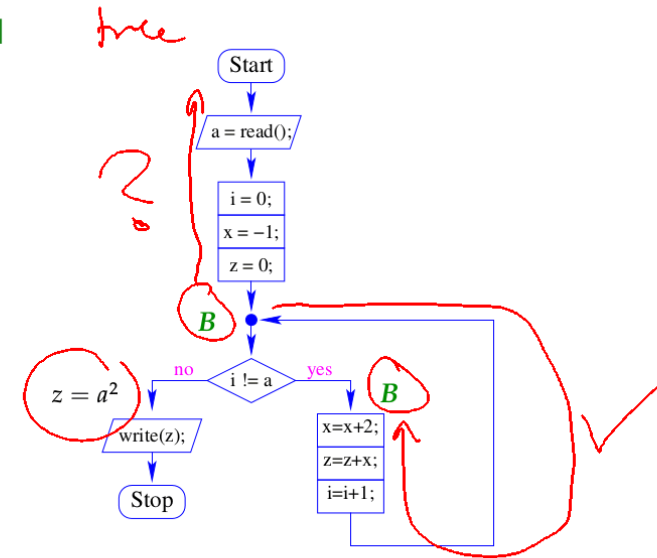 true
Start
a = read();
?
i = 0;
x = −1;
z = 0;
B
no
i != a
yes
z = a²
B
write(z);
x=x+2;
z=z+x;
i=i+1;
Stop